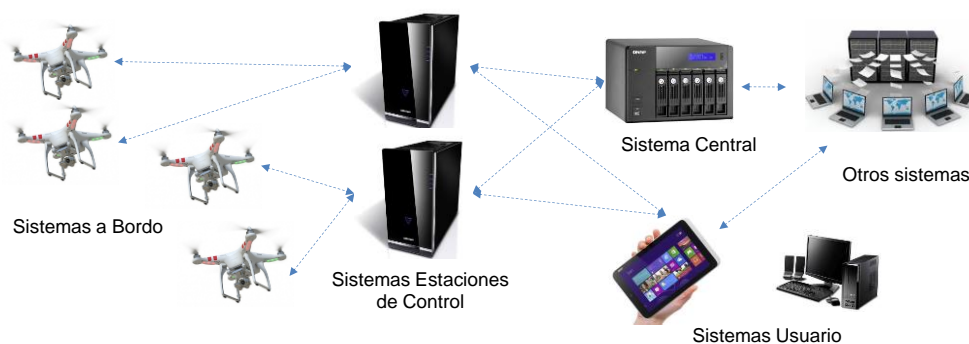 Sistemas a Bordo
Sistemas Estaciones
de Control
Sistema Central
Otros sistemas
Sistemas Usuario